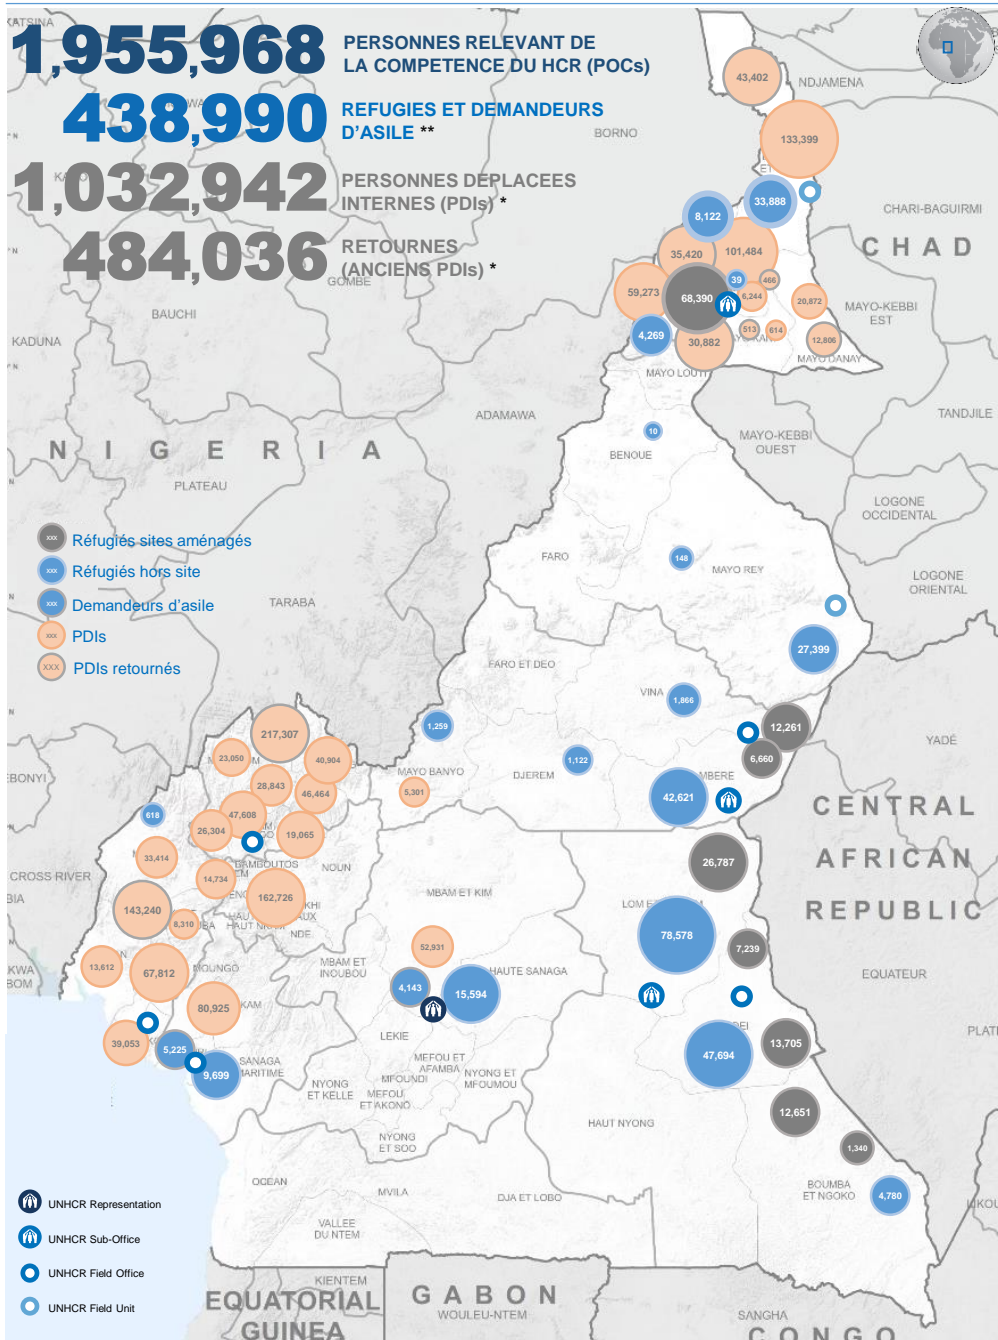 KATSINA
1,955,968
PERSONNES RELEVANT DE
LA COMPETENCE DU HCR (POCs)
438,990
REFUGIES ET DEMANDEURS
D'ASILE **
1,032,942
PERSONNES DEPLACEES
INTERNES (PDIs) *
484,036
RETOURNES
(ANCIENS PDIs) *
43,402
NDJAMENA
BORNO
133,399
33,888
8,122
CHARI-BAGUIRMI
CHAD
35,420
101,484
GOMBE
59,273
68,390
39
466
6,244
20,872
MAYO-KEBBI
EST
BAUCHI
KADUNA
4,269
30,882
513
614
12,806
MAYO DANAY
MAYO LOUTI
ADAMAWA
TANDJILE
10
BENOUE
MAYO-KEBBI
OUEST
NIGERIA
PLATEAU
LOGONE
OCCIDENTAL
xxx Réfugiés sites aménagés
xxx Réfugiés hors site
xxx Demandeurs d'asile
xxx PDIs
XXX PDIs retournés
FARO
148
MAYO REY
LOGONE
ORIENTAL
TARABA
27,399
FARO ET DEO
VINA
1,866
217,307
1,259
12,261
YADÉ
23,050
40,904
6,660
EBONYI
28,843
46,464
MAYO BANYO
5,301
DJEREM
1,122
MBERE
42,621
618
47,608
26,304
19,065
CENTRAL
AFRICAN
REPUBLIC
33,414
BAMBOUTOS
NOUN
26,787
CROSS RIVER
14,734
162,726
MBAM ET KIM
143,240
8,310
NDE
78,578
7,239
52,931
13,612
67,812
MOUNGO
MBAM ET
INOUBOU
HAUTE SANAGA
EQUATEUR
4,143
15,594
80,925
LEKIE
39,053
5,225
9,699
SANAGA
MARITIME
47,694
13,705
MEFOU ET
AFAMBA
MFOUNDI
NYONG ET
MFOUMOU
NYONG
ET KELLE
MEFOU
ET AKONO
12,651
HAUT NYONG
NYONG
ET SOO
1,340
OCEAN
MVILA
DJA ET LOBO
BOUMBA
ET NGOKO
4,780
VALLEE
DU NTEM
UNHCR Representation
UNHCR Sub-Office
UNHCR Field Office
UNHCR Field Unit
KIENTEM
EQUATORIAL
GUINEA
GABON
WOULEU-NTEM
SANGHA
CONGO